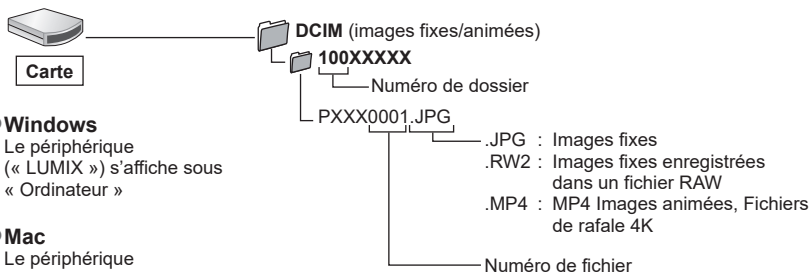 DCIM (images fixes/animées)
100XXXXX
Carte
Numéro de dossier
PXXX0001.JPG
Windows
Le périphérique
(« LUMIX ») s’affiche sous
« Ordinateur »
.JPG : Images fixes
.RW2 : Images fixes enregistrées
dans un fichier RAW
.MP4 : MP4 Images animées, Fichiers
de rafale 4K
Mac
Le périphérique
Numéro de fichier